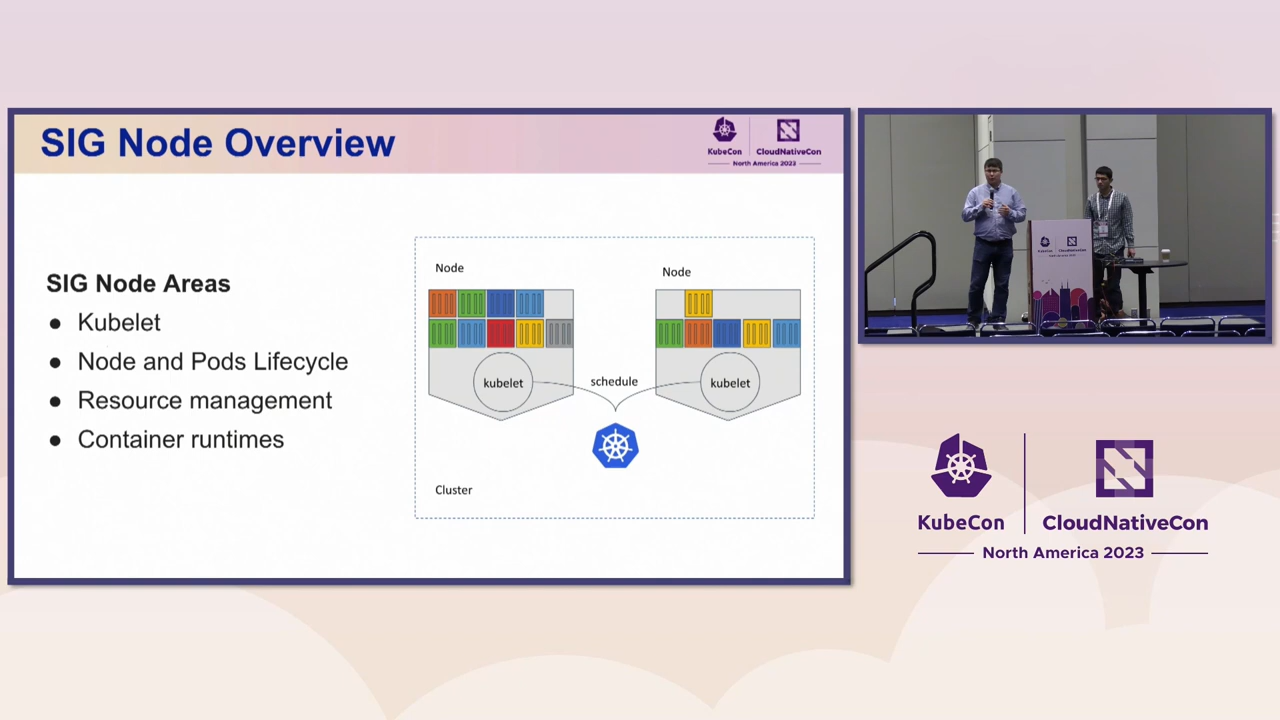 SIG Node Overview
KubeCon
CloudNativeCon
North America 2023
SIG Node Areas
● Kubelet
● Node and Pods Lifecycle
● Resource management
● Container runtimes
Node
Node
kubelet
schedule
kubelet
Cluster
KubeCon
CloudNativeCon
North America 2023